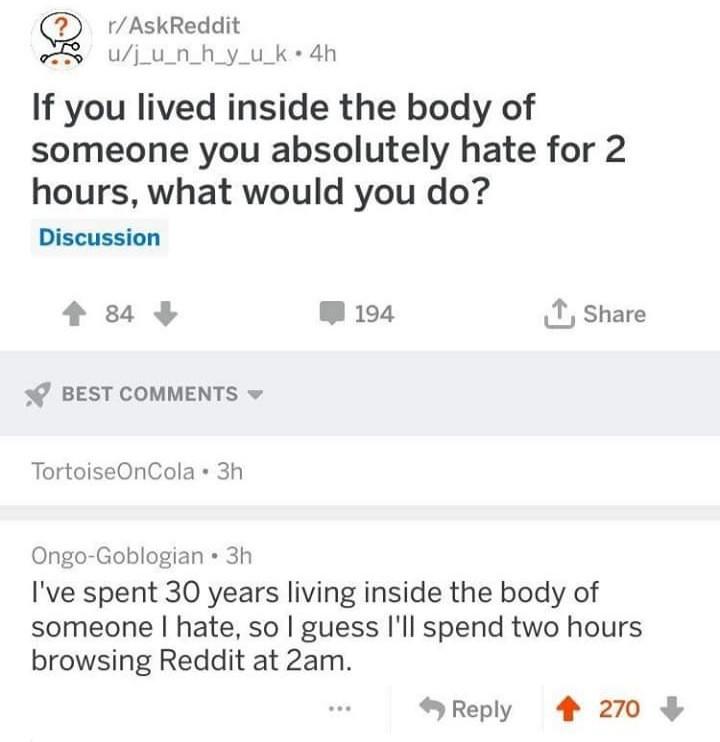 r/AskReddit
u/j_u_n_h_y_u_k • 4h
If you lived inside the body of
someone you absolutely hate for 2
hours, what would you do?
Discussion
84
194
Share
BEST COMMENTS
TortoiseOnCola • 3h
Ongo-Goblogian • 3h
I've spent 30 years living inside the body of
someone I hate, so I guess I'll spend two hours
browsing Reddit at 2am.
... Reply 270